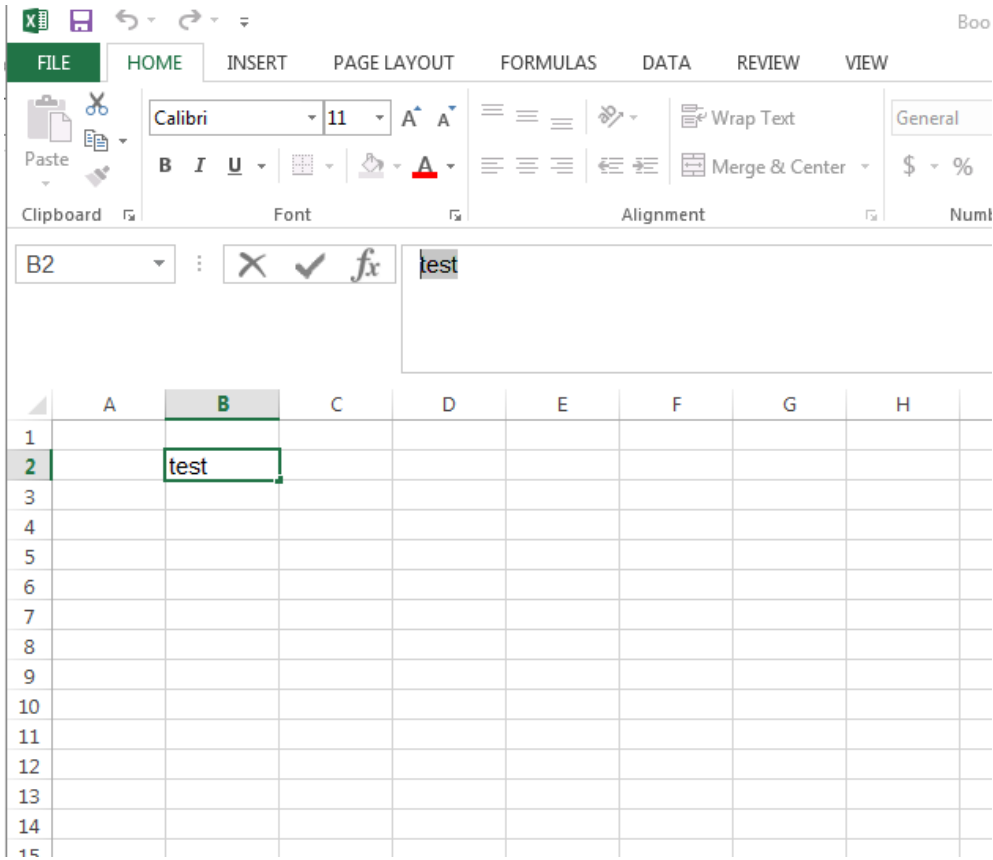 Boo
FILE HOME INSERT PAGE LAYOUT FORMULAS DATA REVIEW VIEW
Calibri 11 A A Wrap Text General
Paste B I U A Merge & Center $ %
Clipboard Font Alignment Numb
B2 fx test
A B C D E F G H
1
2 test
3
4
5
6
7
8
9
10
11
12
13
14
15